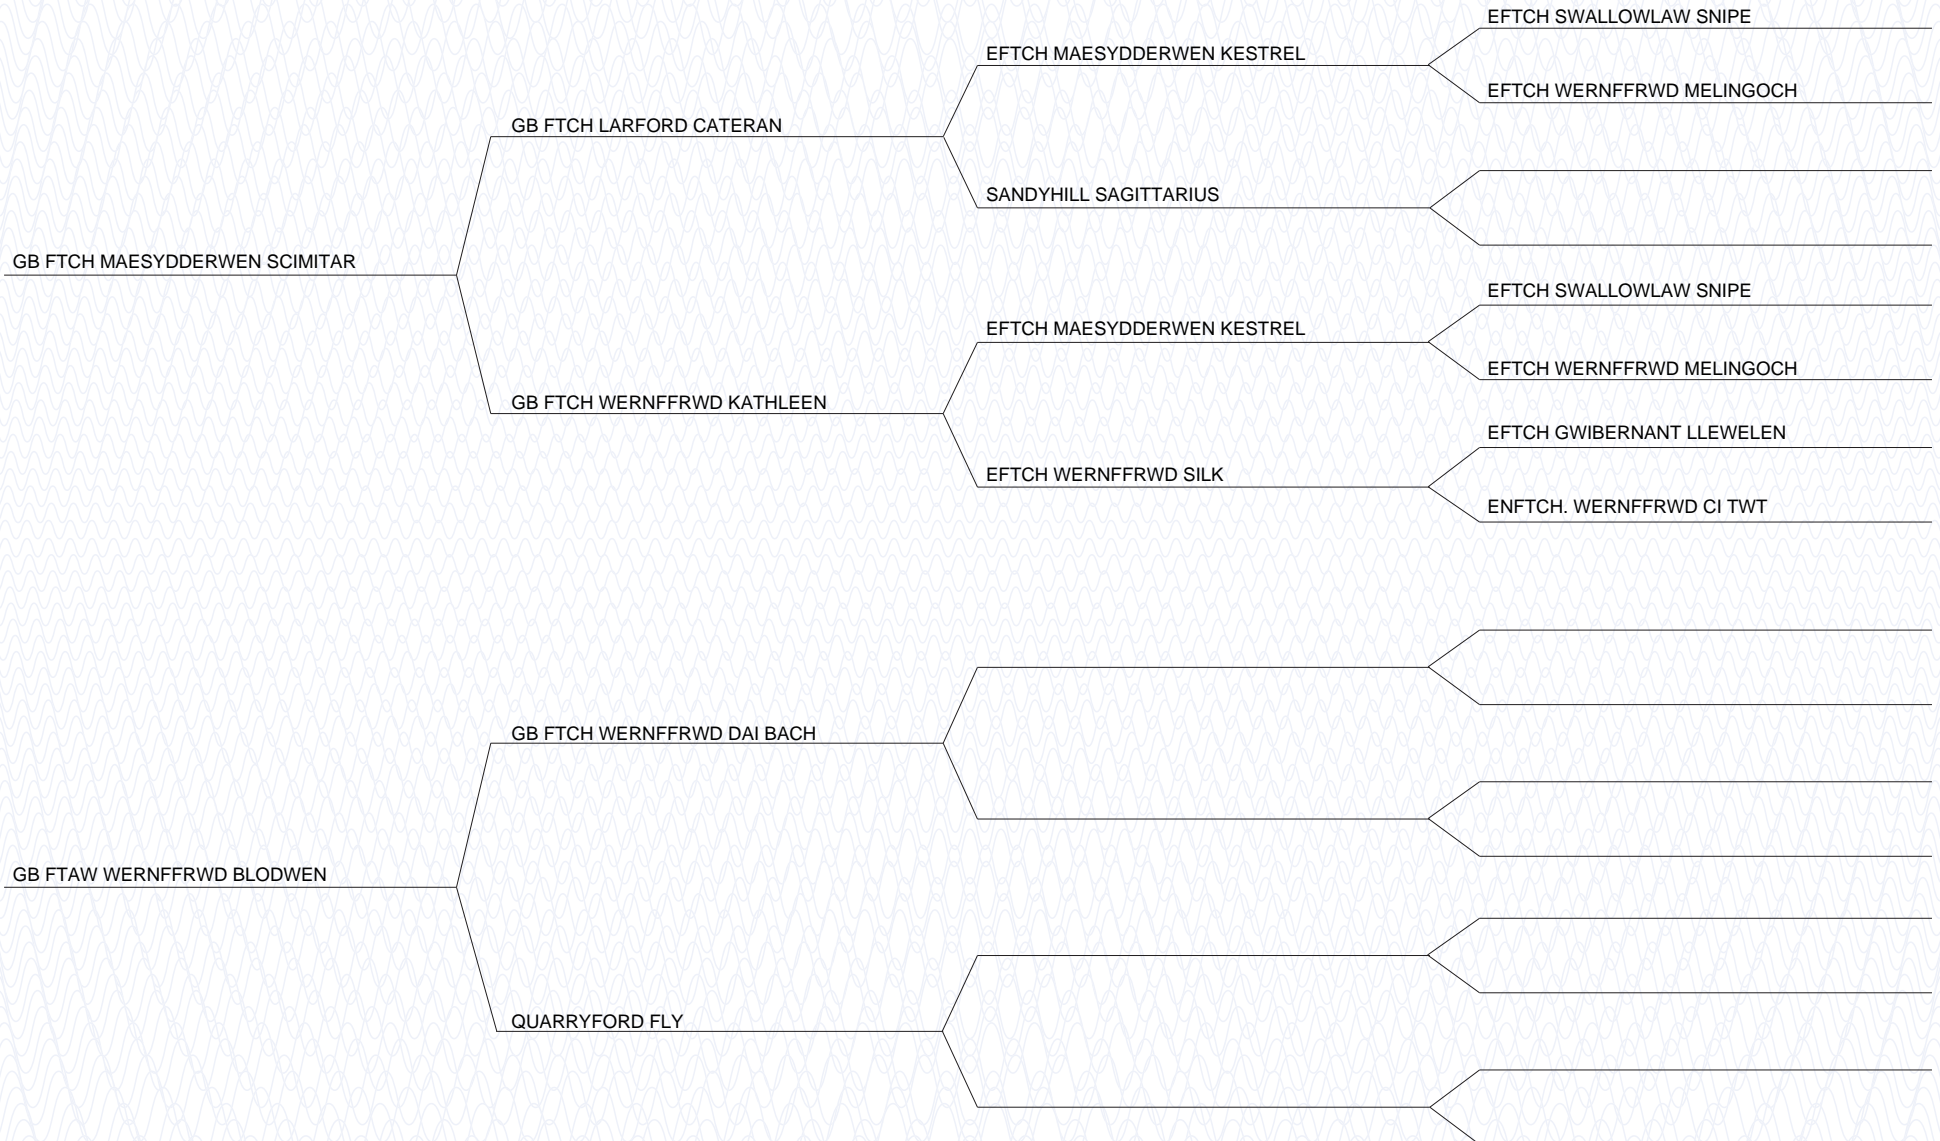 EFTCH SWALLOWLAW SNIPE
EFTCH MAESYDDERWEN KESTREL
EFTCH WERNFFRWD MELINGOCH
GB FTCH LARFORD CATERAN
SANDYHILL SAGITTARIUS
GB FTCH MAESYDDERWEN SCIMITAR
EFTCH SWALLOWLAW SNIPE
EFTCH MAESYDDERWEN KESTREL
EFTCH WERNFFRWD MELINGOCH
GB FTCH WERNFFRWD KATHLEEN
EFTCH GWIBERNANT LLEWELEN
EFTCH WERNFFRWD SILK
ENFTCH. WERNFFRWD CI TWT
GB FTCH WERNFFRWD DAI BACH
GB FTAW WERNFFRWD BLODWEN
QUARRYFORD FLY